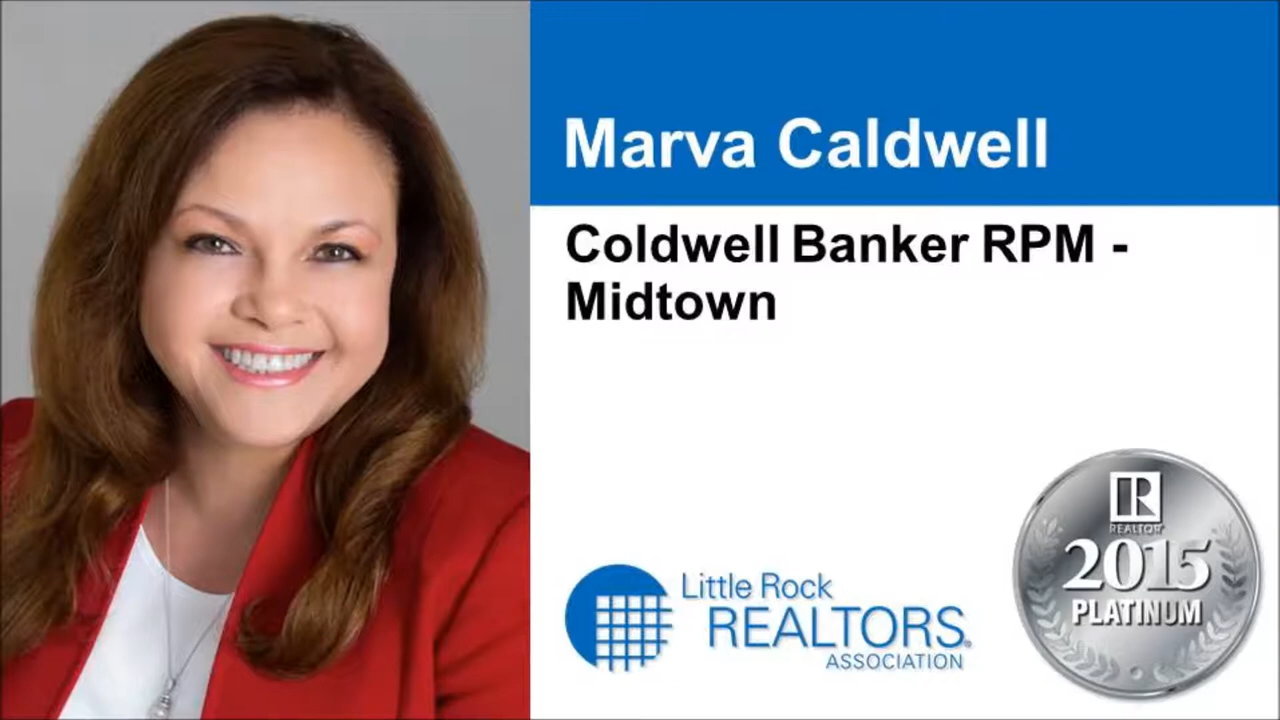 Marva Caldwell
Coldwell Banker RPM -
Midtown
Little Rock
REALTORS®
ASSOCIATION
R
REALTOR®
2015
PLATINUM